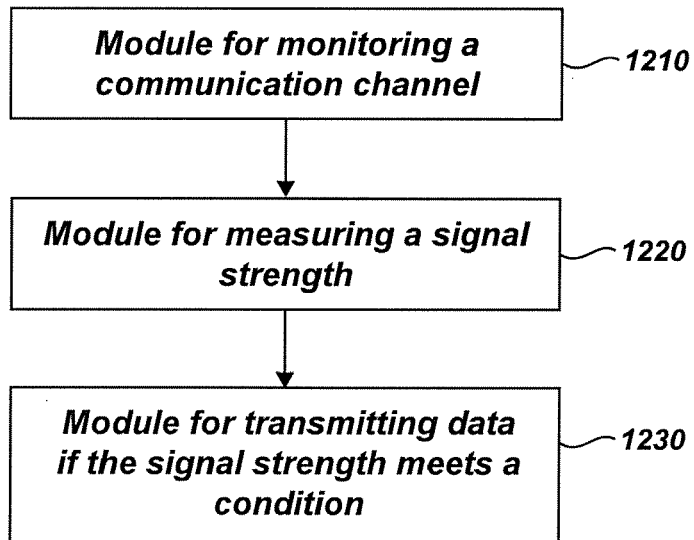 Module for monitoring a
communication channel
1210
Module for measuring a signal
strength
1220
Module for transmitting data
if the signal strength meets a
condition
1230